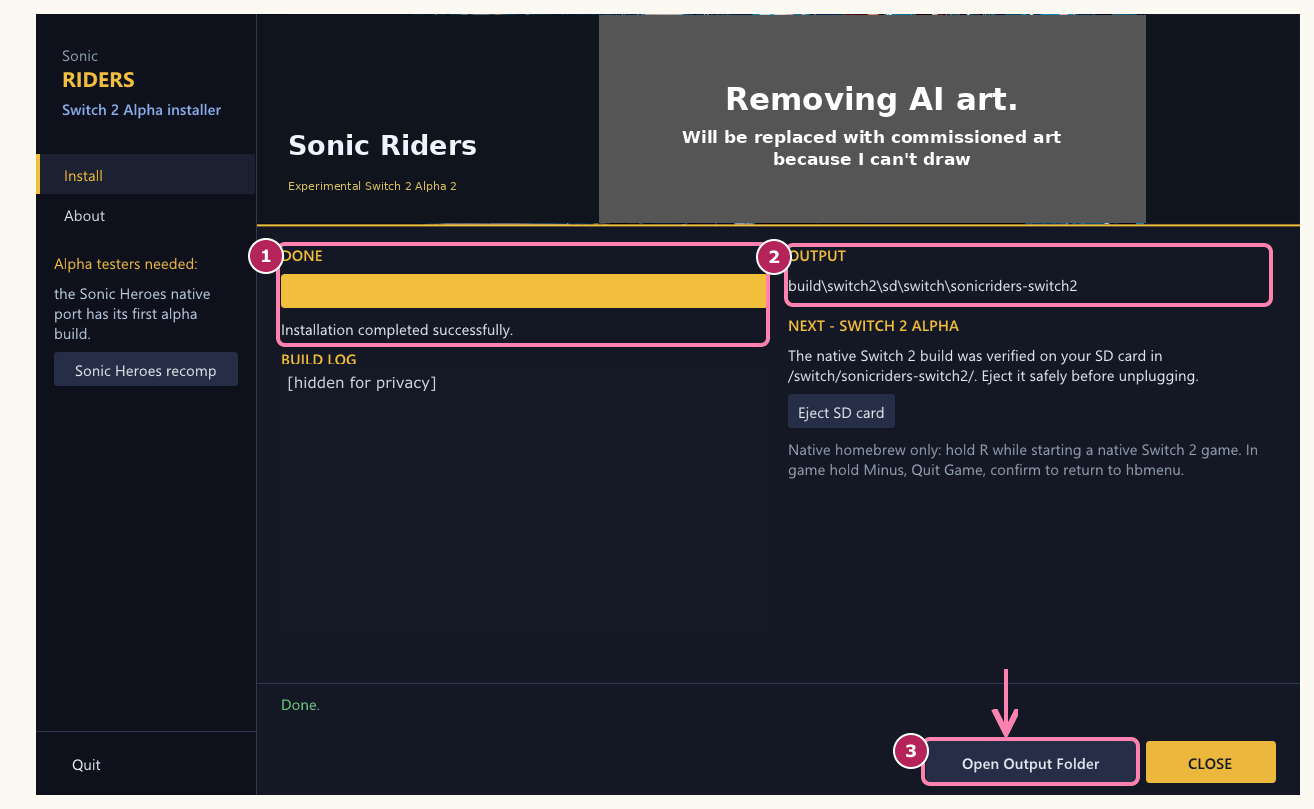 Sonic
RIDERS
Switch 2 Alpha installer
Install
About
Alpha testers needed:
the Sonic Heroes native
port has its first alpha
build.
Sonic Heroes recomp
Quit
Sonic Riders
Experimental Switch 2 Alpha 2
Removing AI art.
Will be replaced with commissioned art
because I can't draw
1
DONE
Installation completed successfully.
BUILD LOG
[hidden for privacy]
2
OUTPUT
build\switch2\sd\switch\sonicriders-switch2
NEXT - SWITCH 2 ALPHA
The native Switch 2 build was verified on your SD card in
/switch/sonicriders-switch2/. Eject it safely before unplugging.
Eject SD card
Native homebrew only: hold R while starting a native Switch 2 game. In
game hold Minus, Quit Game, confirm to return to hbmenu.
Done.
3
Open Output Folder
CLOSE